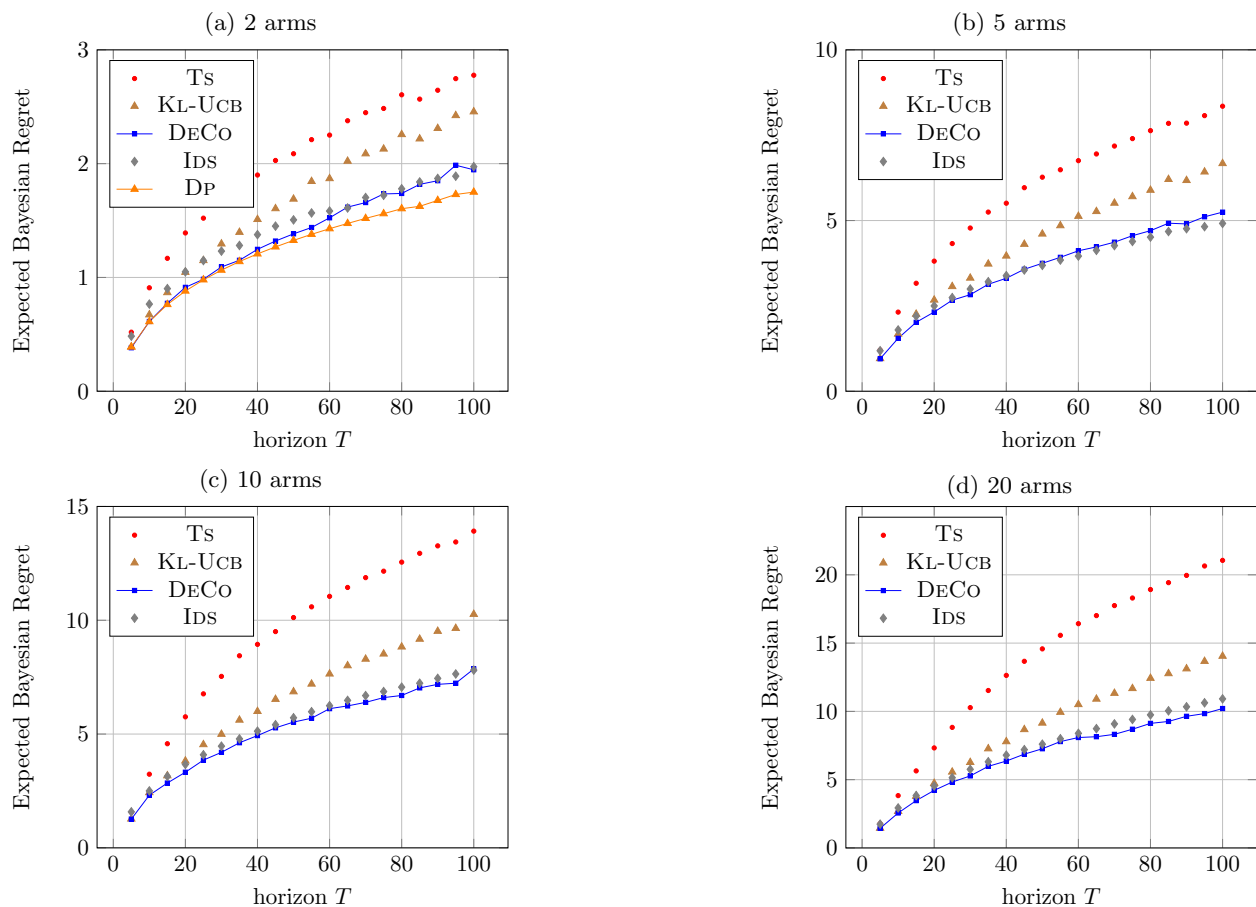 (a) 2 arms
Expected Bayesian Regret
3
2
1
0
TS
KL-UCB
DECO
IDS
DP
0 20 40 60 80 100
horizon T
(b) 5 arms
Expected Bayesian Regret
10
5
0
TS
KL-UCB
DECO
IDS
0 20 40 60 80 100
horizon T
(c) 10 arms
Expected Bayesian Regret
15
10
5
0
TS
KL-UCB
DECO
IDS
0 20 40 60 80 100
horizon T
(d) 20 arms
Expected Bayesian Regret
20
15
10
5
0
TS
KL-UCB
DECO
IDS
0 20 40 60 80 100
horizon T